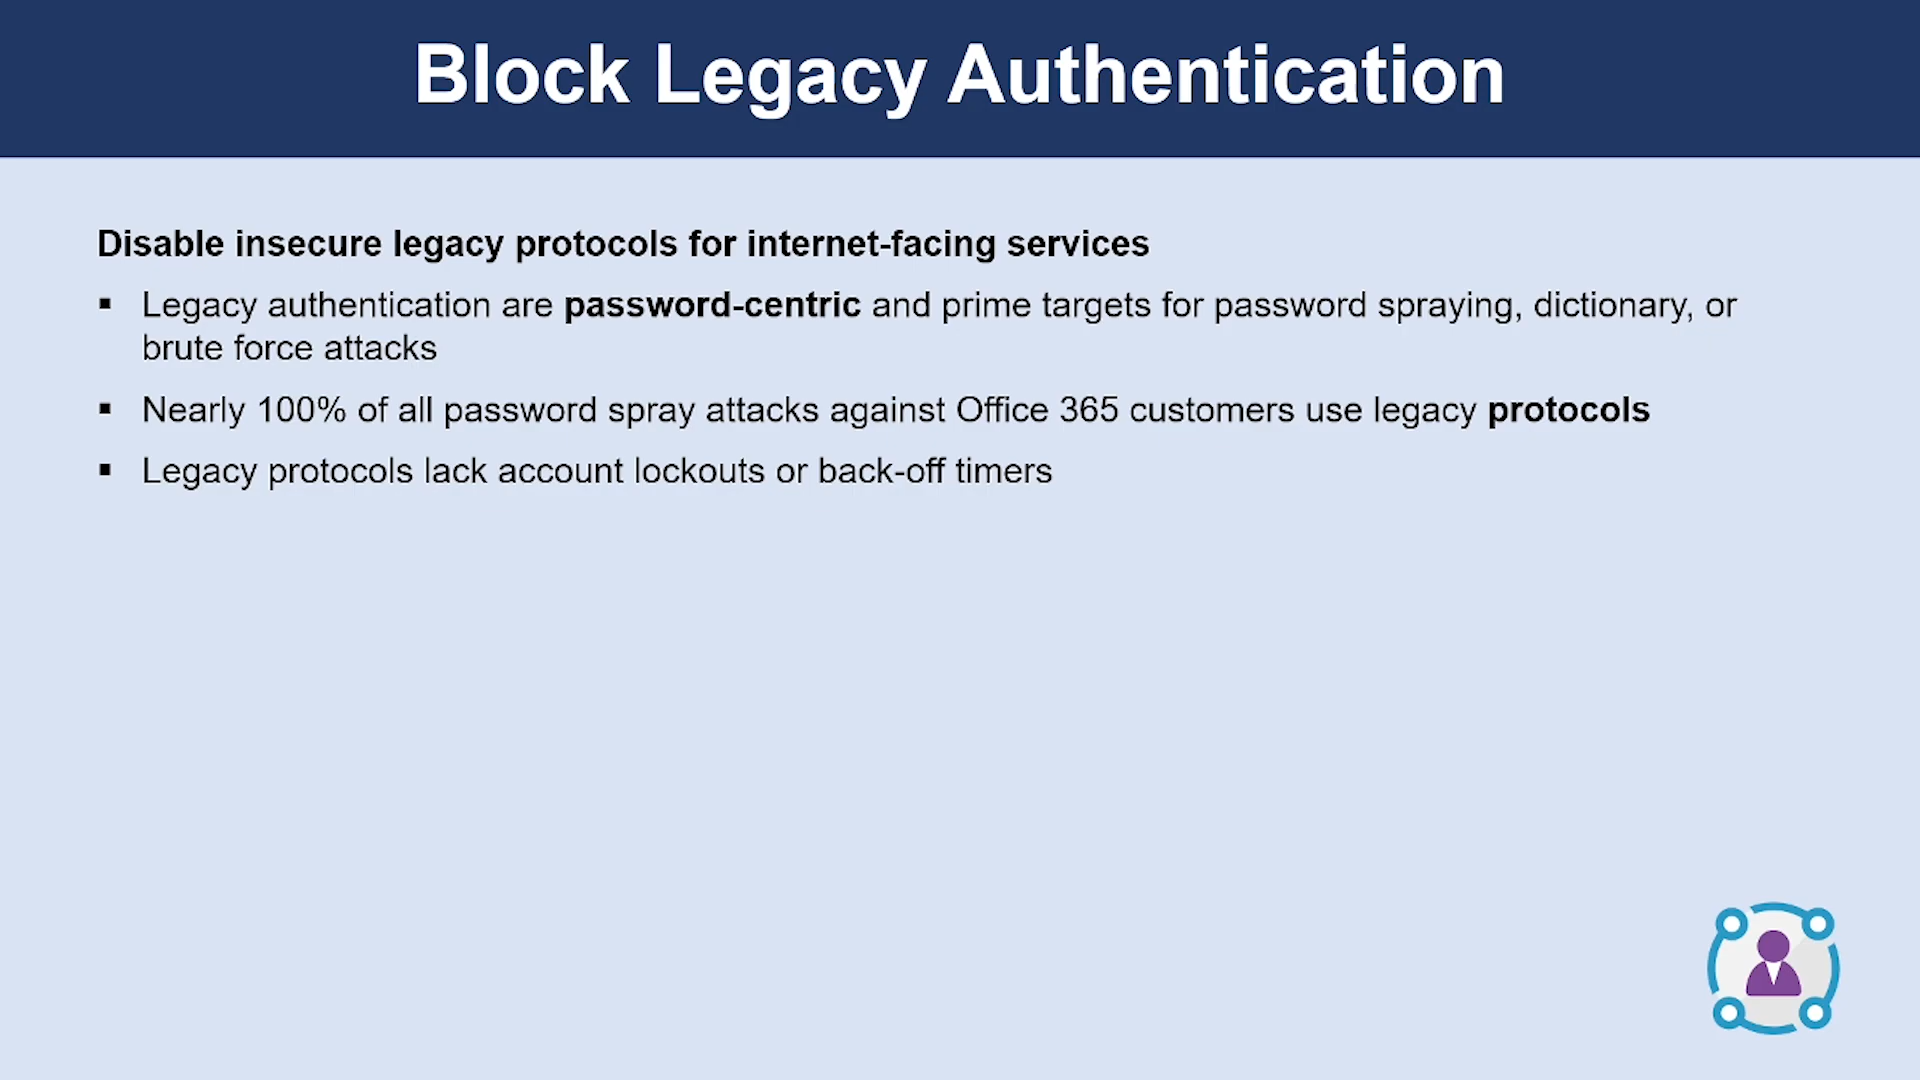 Block Legacy Authentication
Disable insecure legacy protocols for internet-facing services
▪ Legacy authentication are password-centric and prime targets for password spraying, dictionary, or
brute force attacks
▪ Nearly 100% of all password spray attacks against Office 365 customers use legacy protocols
▪ Legacy protocols lack account lockouts or back-off timers